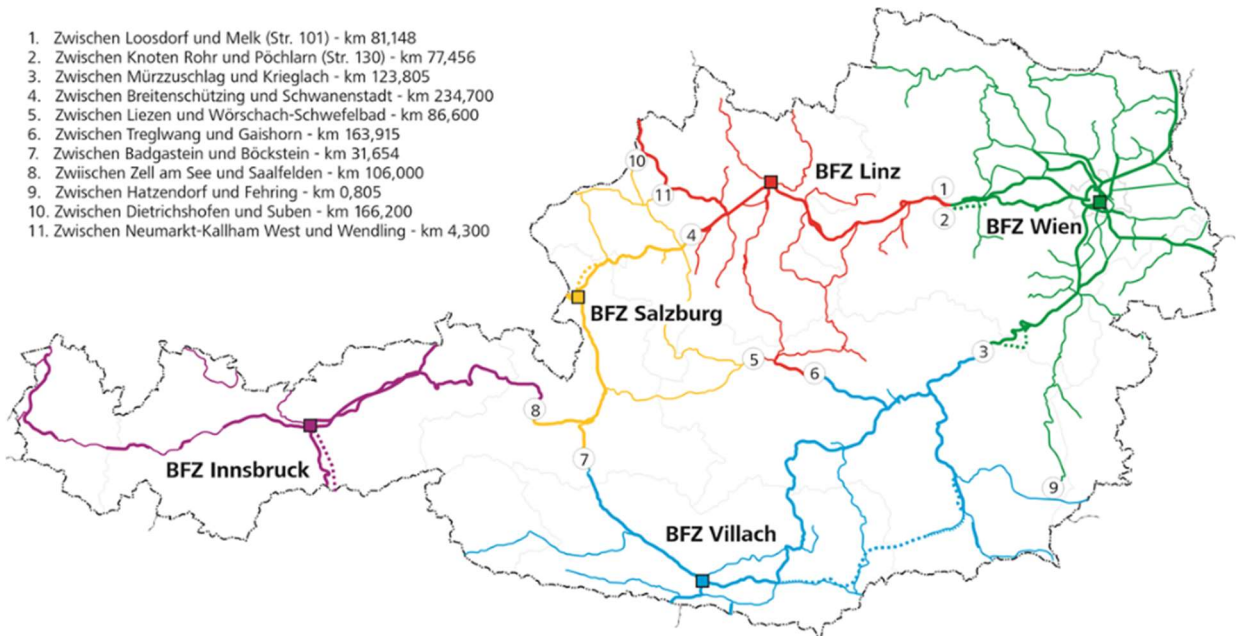 1. Zwischen Loosdorf und Melk (Str. 101) - km 81,148
2. Zwischen Knoten Rohr und Pöchlarn (Str. 130) - km 77,456
3. Zwischen Mürzzuschlag und Krieglach - km 123,805
4. Zwischen Breitenschützing und Schwanenstadt - km 234,700
5. Zwischen Liezen und Wörschach-Schwefelbad - km 86,600
6. Zwischen Treglwang und Gaishorn - km 163,915
7. Zwischen Badgastein und Böckstein - km 31,654
8. Zwiischen Zell am See und Saalfelden - km 106,000
9. Zwischen Hatzendorf und Fehring - km 0,805
10. Zwischen Dietrichshofen und Suben - km 166,200
11. Zwischen Neumarkt-Kallham West und Wendling - km 4,300
10
11
BFZ Linz
1
2
BFZ Wien
4
BFZ Salzburg
3
5
6
8
7
BFZ Innsbruck
9
BFZ Villach